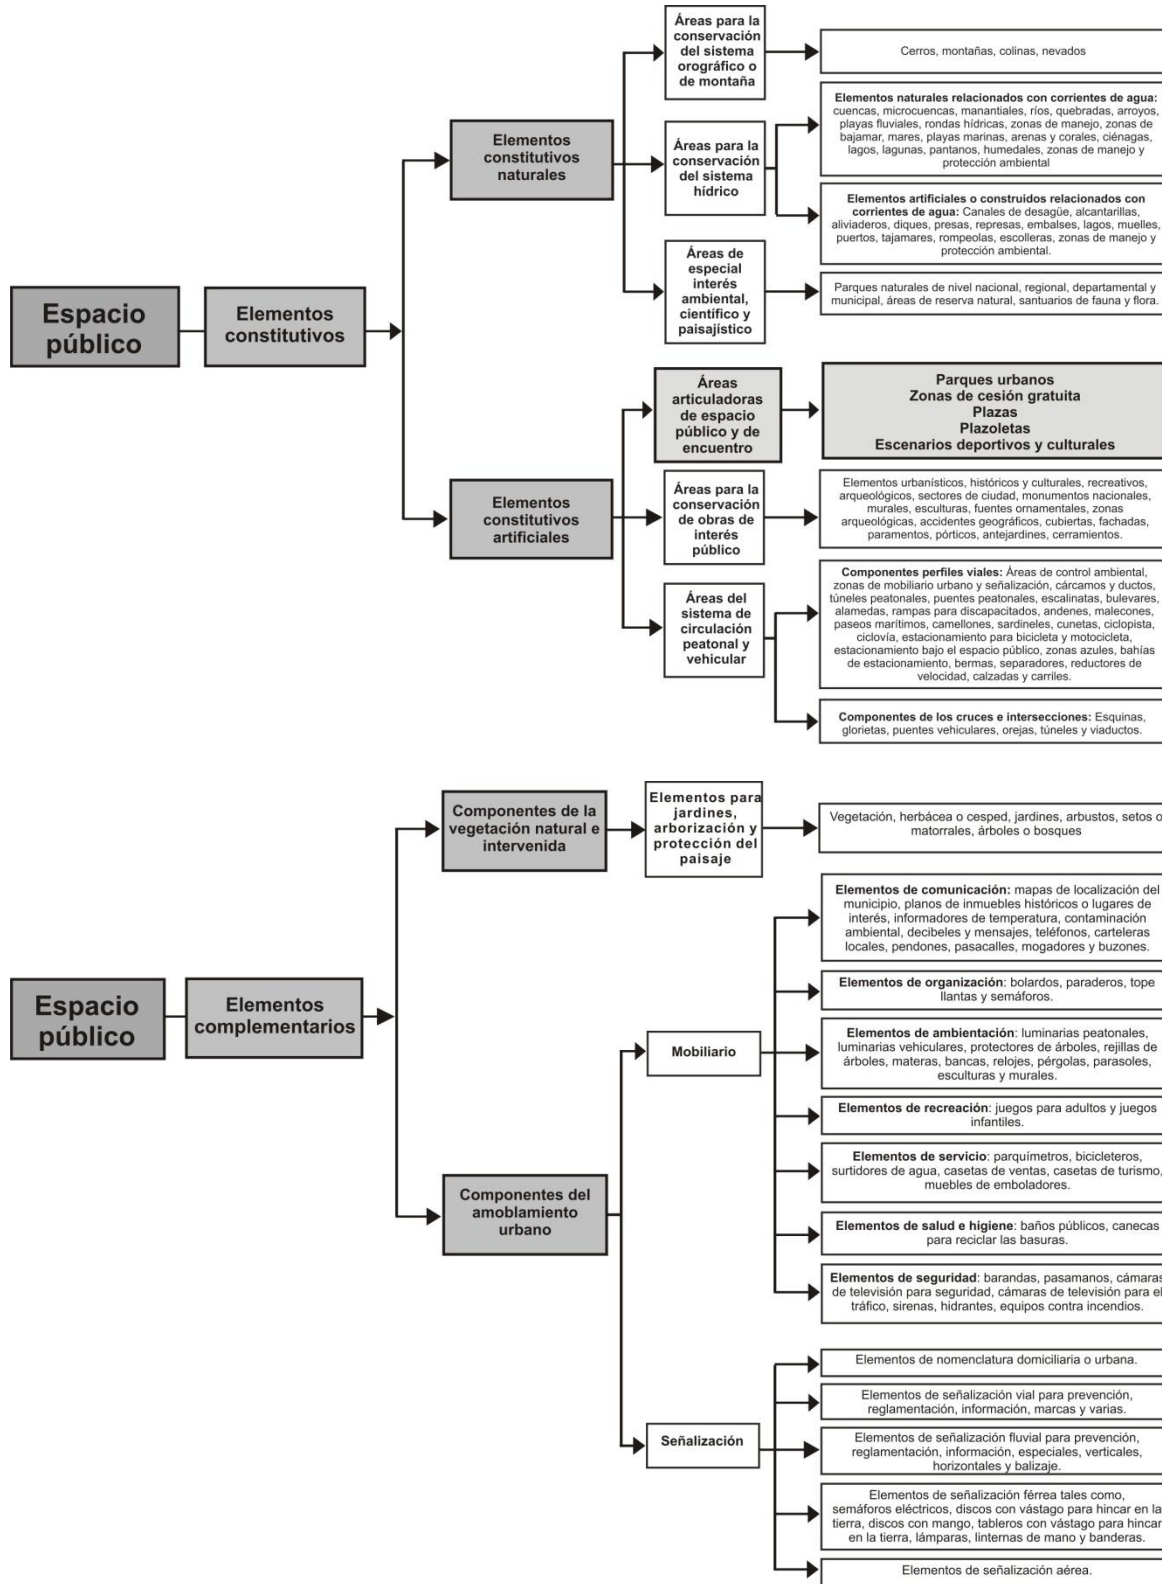 Espacio
público
Elementos
constitutivos
Elementos
constitutivos
naturales
Áreas para la
conservación
del sistema
orográfico o
de montaña
Cerros, montañas, colinas, nevados
Áreas para la
conservación
del sistema
hídrico
Elementos naturales relacionados con corrientes de agua:
cuencas, microcuencas, manantiales, ríos, quebradas, arroyos,
playas fluviales, rondas hídricas, zonas de manejo, zonas de
bajamar, mares, playas marinas, arenas y corales, ciénagas,
lagos, lagunas, pantanos, humedales, zonas de manejo y
protección ambiental
Elementos artificiales o construidos relacionados con
corrientes de agua: Canales de desagüe, alcantarillas,
aliviaderos, diques, presas, represas, embalses, lagos, muelles,
puertos, tajamares, rompeolas, escolleras, zonas de manejo y
protección ambiental.
Áreas de
especial
interés
ambiental,
científico y
paisajístico
Parques naturales de nivel nacional, regional, departamental y
municipal, áreas de reserva natural, santuarios de fauna y flora.
Elementos
constitutivos
artificiales
Áreas
articuladoras
de espacio
público y de
encuentro
Parques urbanos
Zonas de cesión gratuita
Plazas
Plazoletas
Escenarios deportivos y culturales
Áreas para la
conservación
de obras de
interés
público
Elementos urbanísticos, históricos y culturales, recreativos,
arqueológicos, sectores de ciudad, monumentos nacionales,
murales, esculturas, fuentes ornamentales, zonas
arqueológicas, accidentes geográficos, cubiertas, fachadas,
paramentos, pórticos, antejardines, cerramientos.
Áreas del
sistema de
circulación
peatonal y
vehicular
Componentes perfiles viales: Áreas de control ambiental,
zonas de mobiliario urbano y señalización, cárcamos y ductos,
túneles peatonales, puentes peatonales, escalinatas, bulevares,
alamedas, rampas para discapacitados, andenes, malecones,
paseos marítimos, camellones, sardineles, cunetas, ciclopista,
ciclovía, estacionamiento para bicicleta y motocicleta,
estacionamiento bajo el espacio público, zonas azules, bahías
de estacionamiento, bermas, separadores, reductores de
velocidad, calzadas y carriles.
Componentes de los cruces e intersecciones: Esquinas,
glorietas, puentes vehiculares, orejas, túneles y viaductos.
Espacio
público
Elementos
complementarios
Componentes de la
vegetación natural e
intervenida
Elementos para
jardines,
arborización y
protección del
paisaje
Vegetación, herbácea o cesped, jardines, arbustos, setos o
matorrales, árboles o bosques
Componentes del
amoblamiento
urbano
Mobiliario
Elementos de comunicación: mapas de localización del
municipio, planos de inmuebles históricos o lugares de
interés, informadores de temperatura, contaminación
ambiental, decibeles y mensajes, teléfonos, carteleras
locales, pendones, pasacalles, mogadores y buzones.
Elementos de organización: bolardos, paraderos, tope
llantas y semáforos.
Elementos de ambientación: luminarias peatonales,
luminarias vehiculares, protectores de árboles, rejillas de
árboles, materas, bancas, relojes, pérgolas, parasoles,
esculturas y murales.
Elementos de recreación: juegos para adultos y juegos
infantiles.
Elementos de servicio: parquímetros, bicicleteros,
surtidores de agua, casetas de ventas, casetas de turismo,
muebles de emboladores.
Elementos de salud e higiene: baños públicos, canecas
para reciclar las basuras.
Elementos de seguridad: barandas, pasamanos, cámaras
de televisión para seguridad, cámaras de televisión para el
tráfico, sirenas, hidrantes, equipos contra incendios.
Señalización
Elementos de nomenclatura domiciliaria o urbana.
Elementos de señalización vial para prevención,
reglamentación, información, marcas y varias.
Elementos de señalización fluvial para prevención,
reglamentación, información, especiales, verticales,
horizontales y balizaje.
Elementos de señalización férrea tales como,
semáforos eléctricos, discos con vástago para hincar en la
tierra, discos con mango, tableros con vástago para hincar
en la tierra, lámparas, linternas de mano y banderas.
Elementos de señalización aérea.